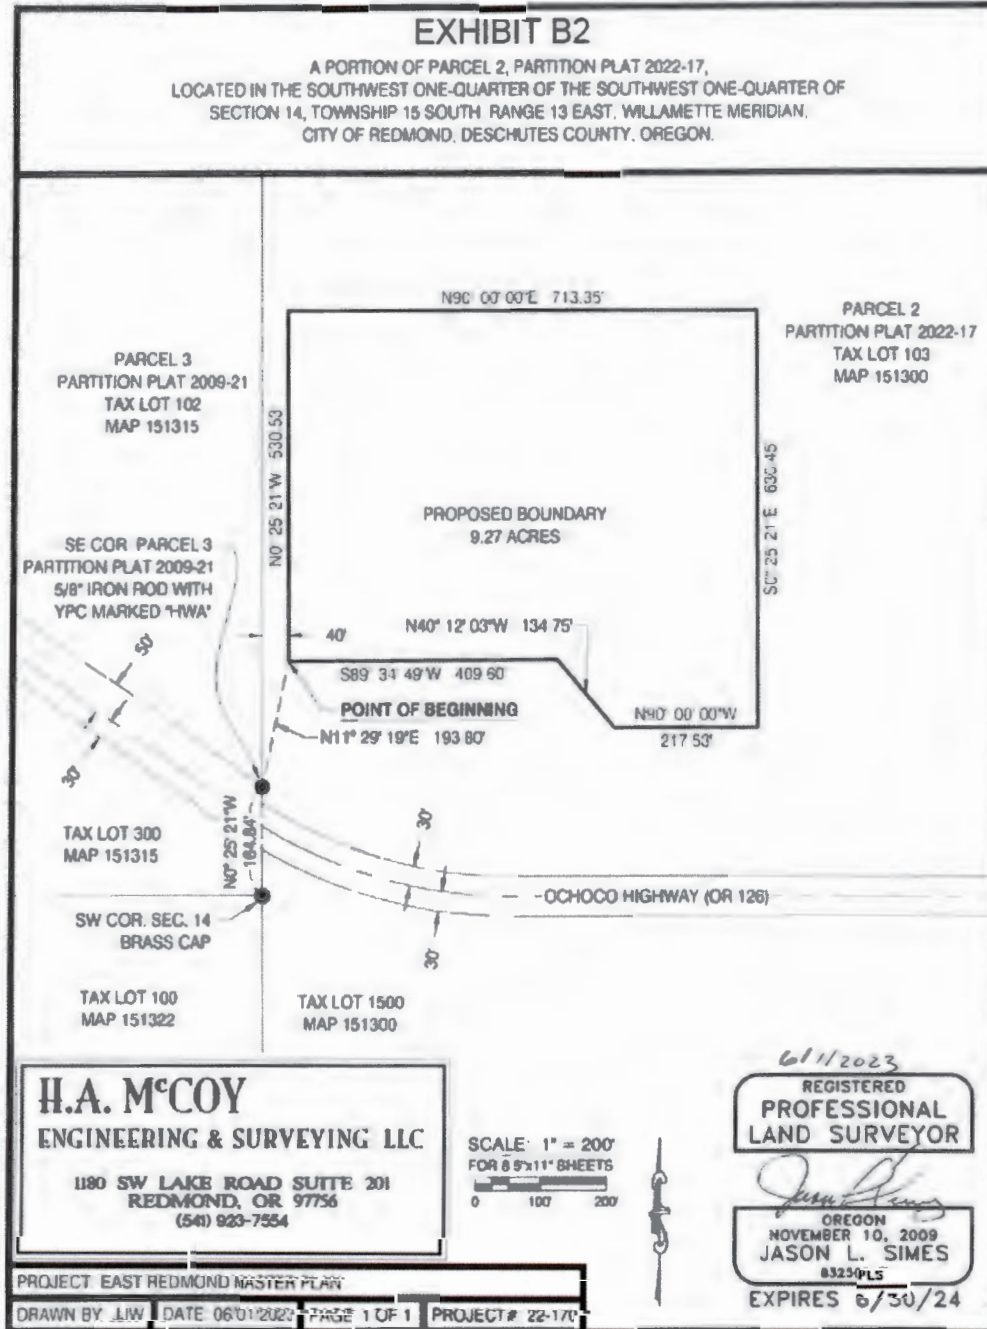 EXHIBIT B2
A PORTION OF PARCEL 2, PARTITION PLAT 2022-17,
LOCATED IN THE SOUTHWEST ONE-QUARTER OF THE SOUTHWEST ONE-QUARTER OF
SECTION 14, TOWNSHIP 15 SOUTH RANGE 13 EAST, WILLAMETTE MERIDIAN,
CITY OF REDMOND, DESCHUTES COUNTY, OREGON.
N90° 00' 00"E 713.35'
PARCEL 2
PARTITION PLAT 2022-17
TAX LOT 103
MAP 151300
PARCEL 3
PARTITION PLAT 2009-21
TAX LOT 102
MAP 151315
N0° 25' 21"W 530.53'
S0° 25' 21"E
PROPOSED BOUNDARY
9.27 ACRES
SE COR PARCEL 3
PARTITION PLAT 2009-21
5/8" IRON ROD WITH
YPC MARKED "HWA"
40'
N40° 12' 03"W 134.75'
S89° 34' 49"W 409.60'
POINT OF BEGINNING
N11° 29' 19"E 193.80'
N90° 00' 00"W
217.53'
50'
30'
TAX LOT 300
MAP 151315
N0° 25' 21"W
164.84'
30'
30'
OCHOCO HIGHWAY (OR 126)
SW COR. SEC. 14
BRASS CAP
TAX LOT 100
MAP 151322
TAX LOT 1500
MAP 151300
H.A. McCOY
ENGINEERING & SURVEYING LLC
1180 SW LAKE ROAD SUITE 201
REDMOND, OR 97756
(541) 923-7554
SCALE: 1" = 200'
FOR 8.5"x11" SHEETS
0 100' 200'
6/1/2023
REGISTERED
PROFESSIONAL
LAND SURVEYOR
OREGON
NOVEMBER 10, 2009
JASON L. SIMES
83250PLS
EXPIRES 6/30/24
PROJECT EAST REDMOND MASTER PLAN
DRAWN BY JJW DATE 06/01/2023 PAGE 1 OF 1 PROJECT# 22-170